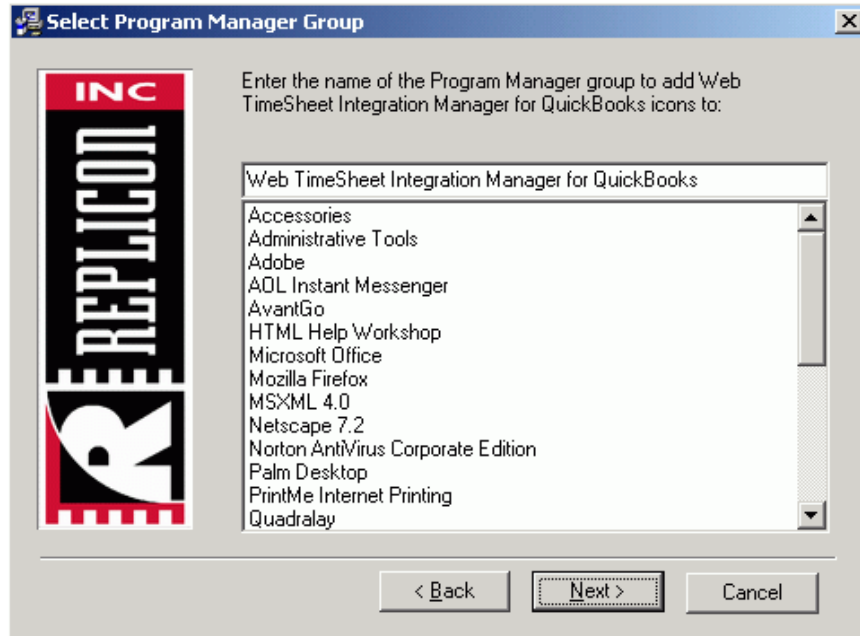 Select Program Manager Group
INC
REPLICON
R
Enter the name of the Program Manager group to add Web
TimeSheet Integration Manager for QuickBooks icons to:
Web TimeSheet Integration Manager for QuickBooks
Accessories
Administrative Tools
Adobe
AOL Instant Messenger
AvantGo
HTML Help Workshop
Microsoft Office
Mozilla Firefox
MSXML 4.0
Netscape 7.2
Norton AntiVirus Corporate Edition
Palm Desktop
PrintMe Internet Printing
Quadralay
< Back
Next >
Cancel